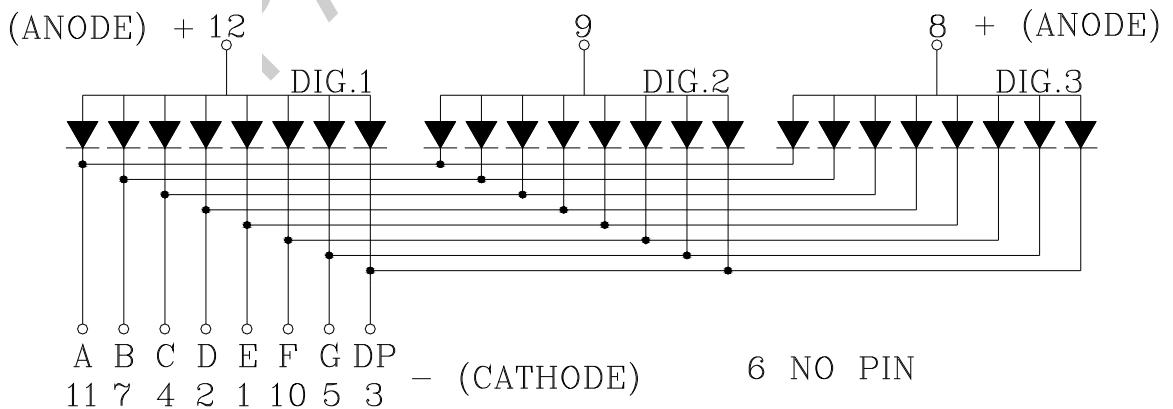 (ANODE) + 12
9
8 + (ANODE)
DIG.1
DIG.2
DIG.3
A B C D E F G DP
11 7 4 2 1 10 5 3
- (CATHODE)
6 NO PIN